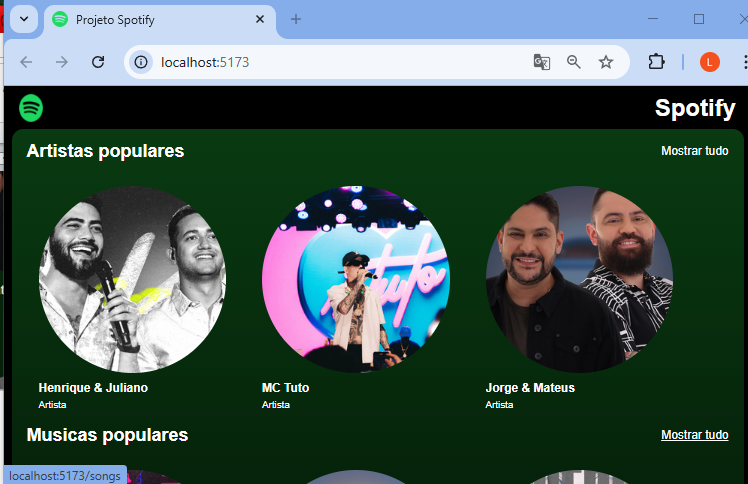 Projeto Spotify
localhost:5173
L
Spotify
Artistas populares
Mostrar tudo
tuto
Henrique & Juliano
Artista
MC Tuto
Artista
Jorge & Mateus
Artista
Musicas populares
Mostrar tudo
localhost:5173/songs